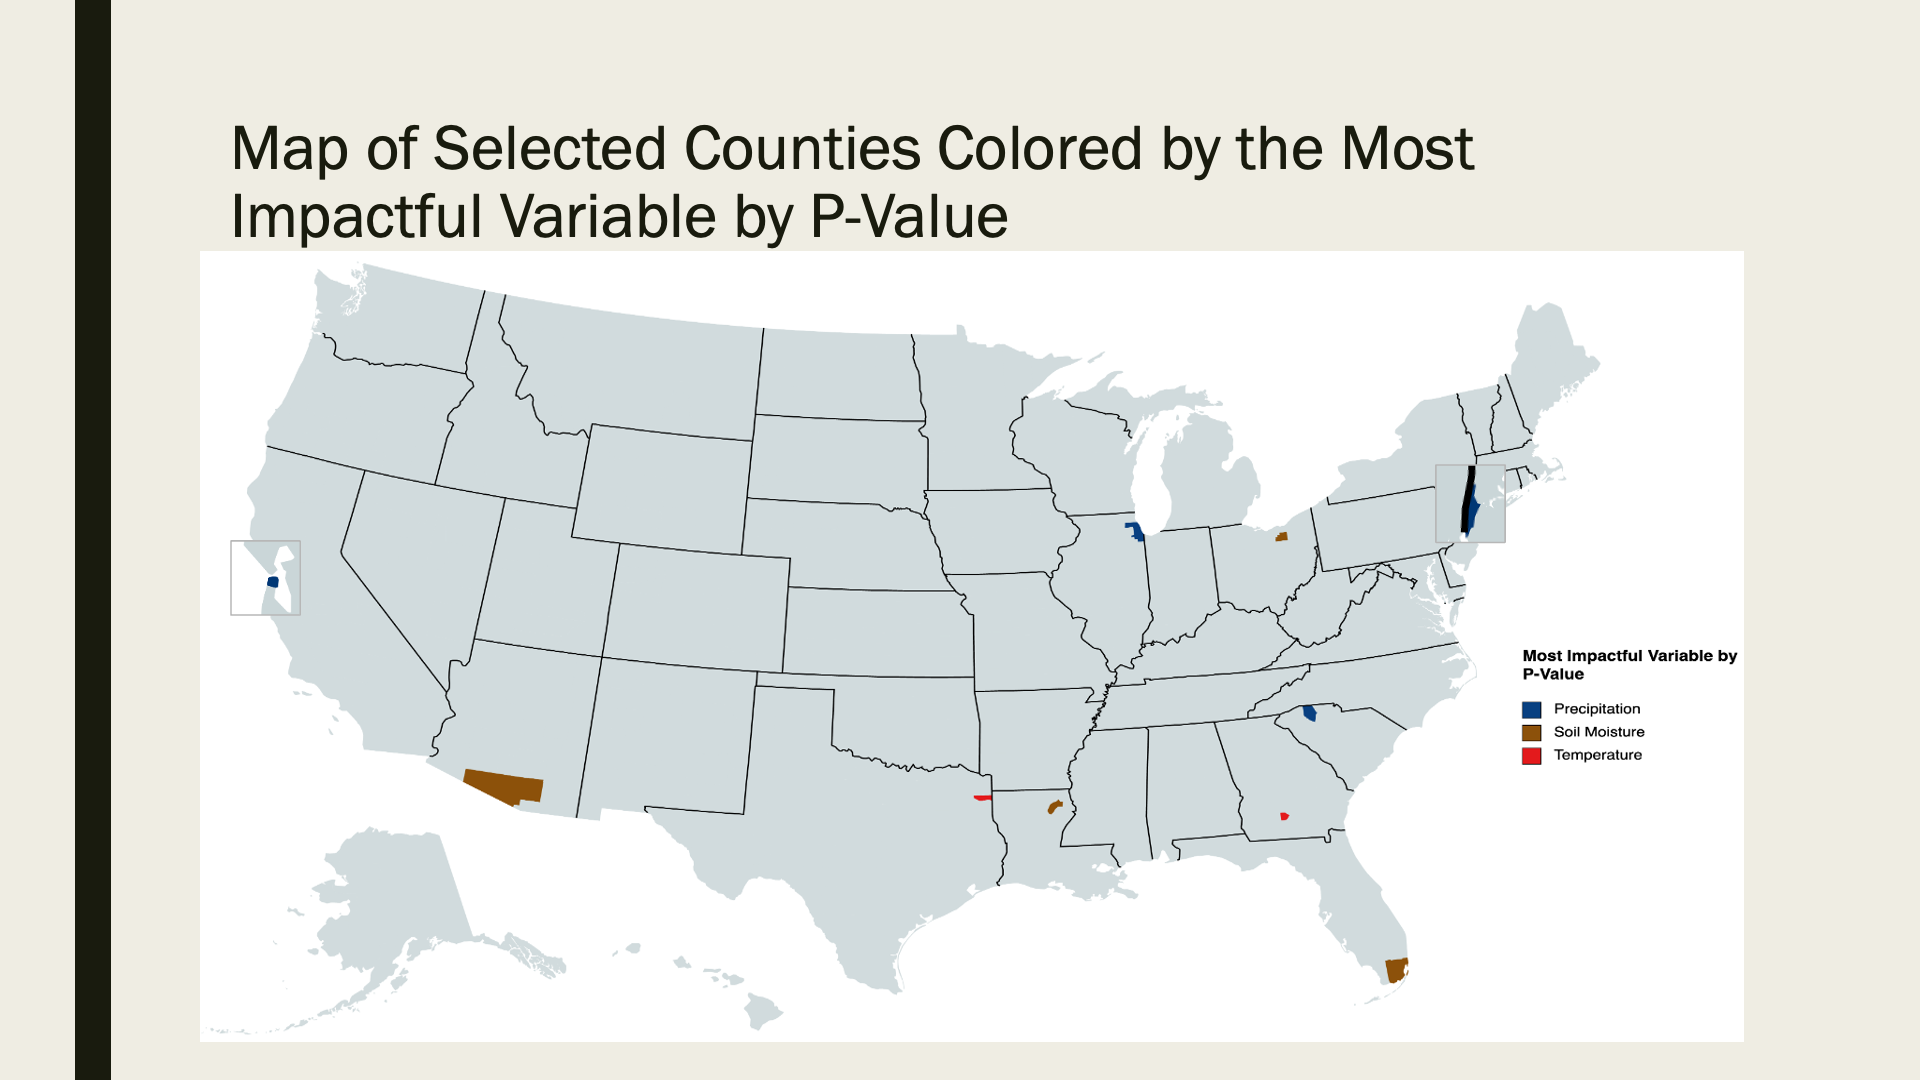 Map of Selected Counties Colored by the Most
Impactful Variable by P-Value
Most Impactful Variable by
P-Value
Precipitation
Soil Moisture
Temperature